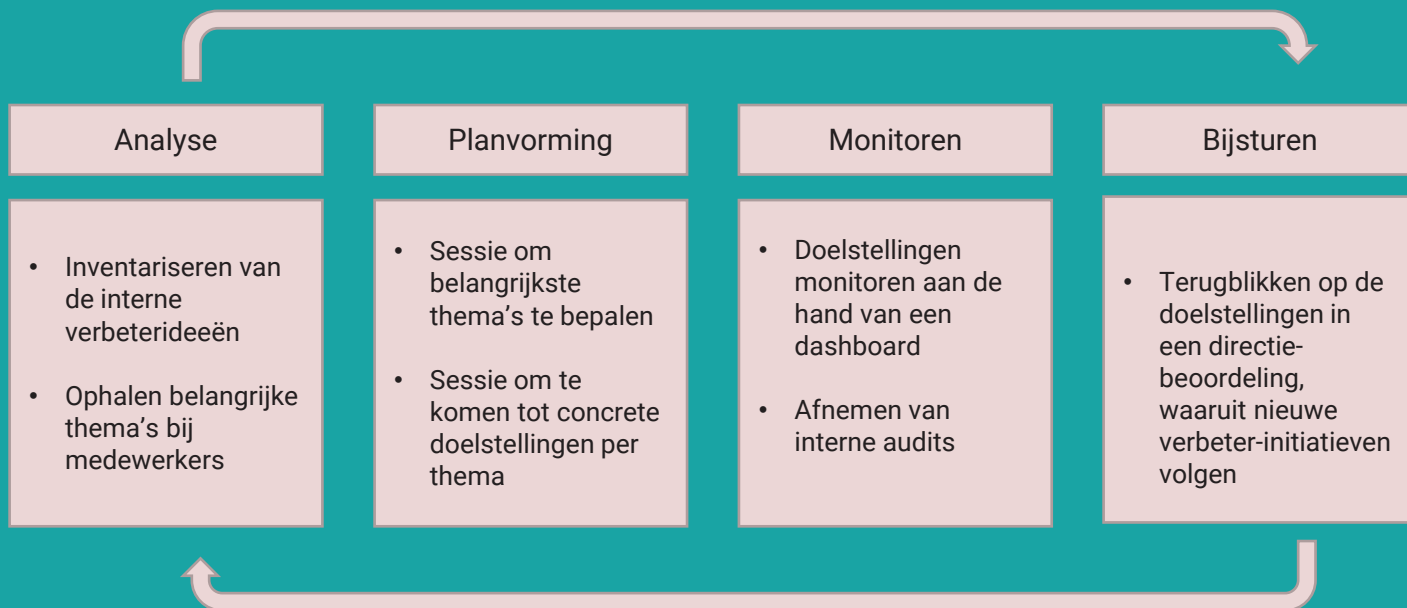 Analyse
Planvorming
Monitoren
Bijsturen
• Inventariseren van
de interne
verbeterideeën
• Ophalen belangrijke
thema's bij
medewerkers
• Sessie om
belangrijkste
thema's te bepalen
• Sessie om te
komen tot concrete
doelstellingen per
thema
• Doelstellingen
monitoren aan de
hand van een
dashboard
• Afnemen van
interne audits
• Terugblikken op de
doelstellingen in
een directie-
beoordeling,
waaruit nieuwe
verbeter-initiatieven
volgen